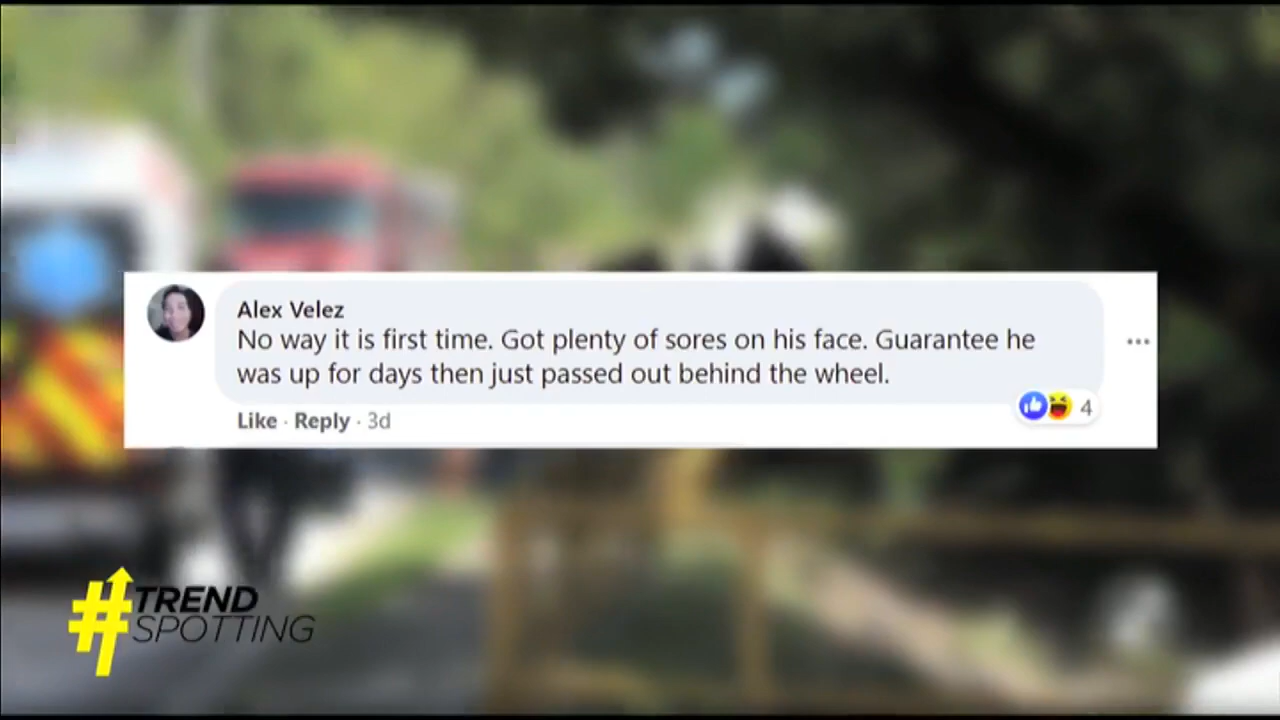 Alex Velez
No way it is first time. Got plenty of sores on his face. Guarantee he
was up for days then just passed out behind the wheel.
Like · Reply · 3d
4
#TREND
SPOTTING